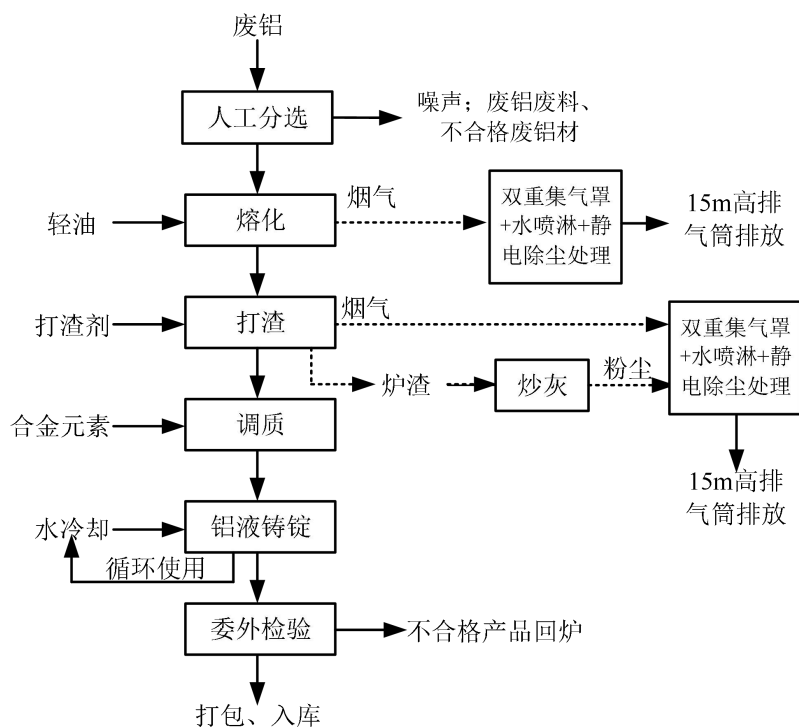 废铝
人工分选
噪声；废铝废料、
不合格废铝材
轻油
熔化
烟气
双重集气罩
+水喷淋+静
电除尘处理
15m高排
气筒排放
打渣剂
打渣
烟气
双重集气罩
+水喷淋+静
电除尘处理
炉渣
炒灰
粉尘
合金元素
调质
15m高排
气筒排放
水冷却
铝液铸锭
循环使用
委外检验
不合格产品回炉
打包、入库